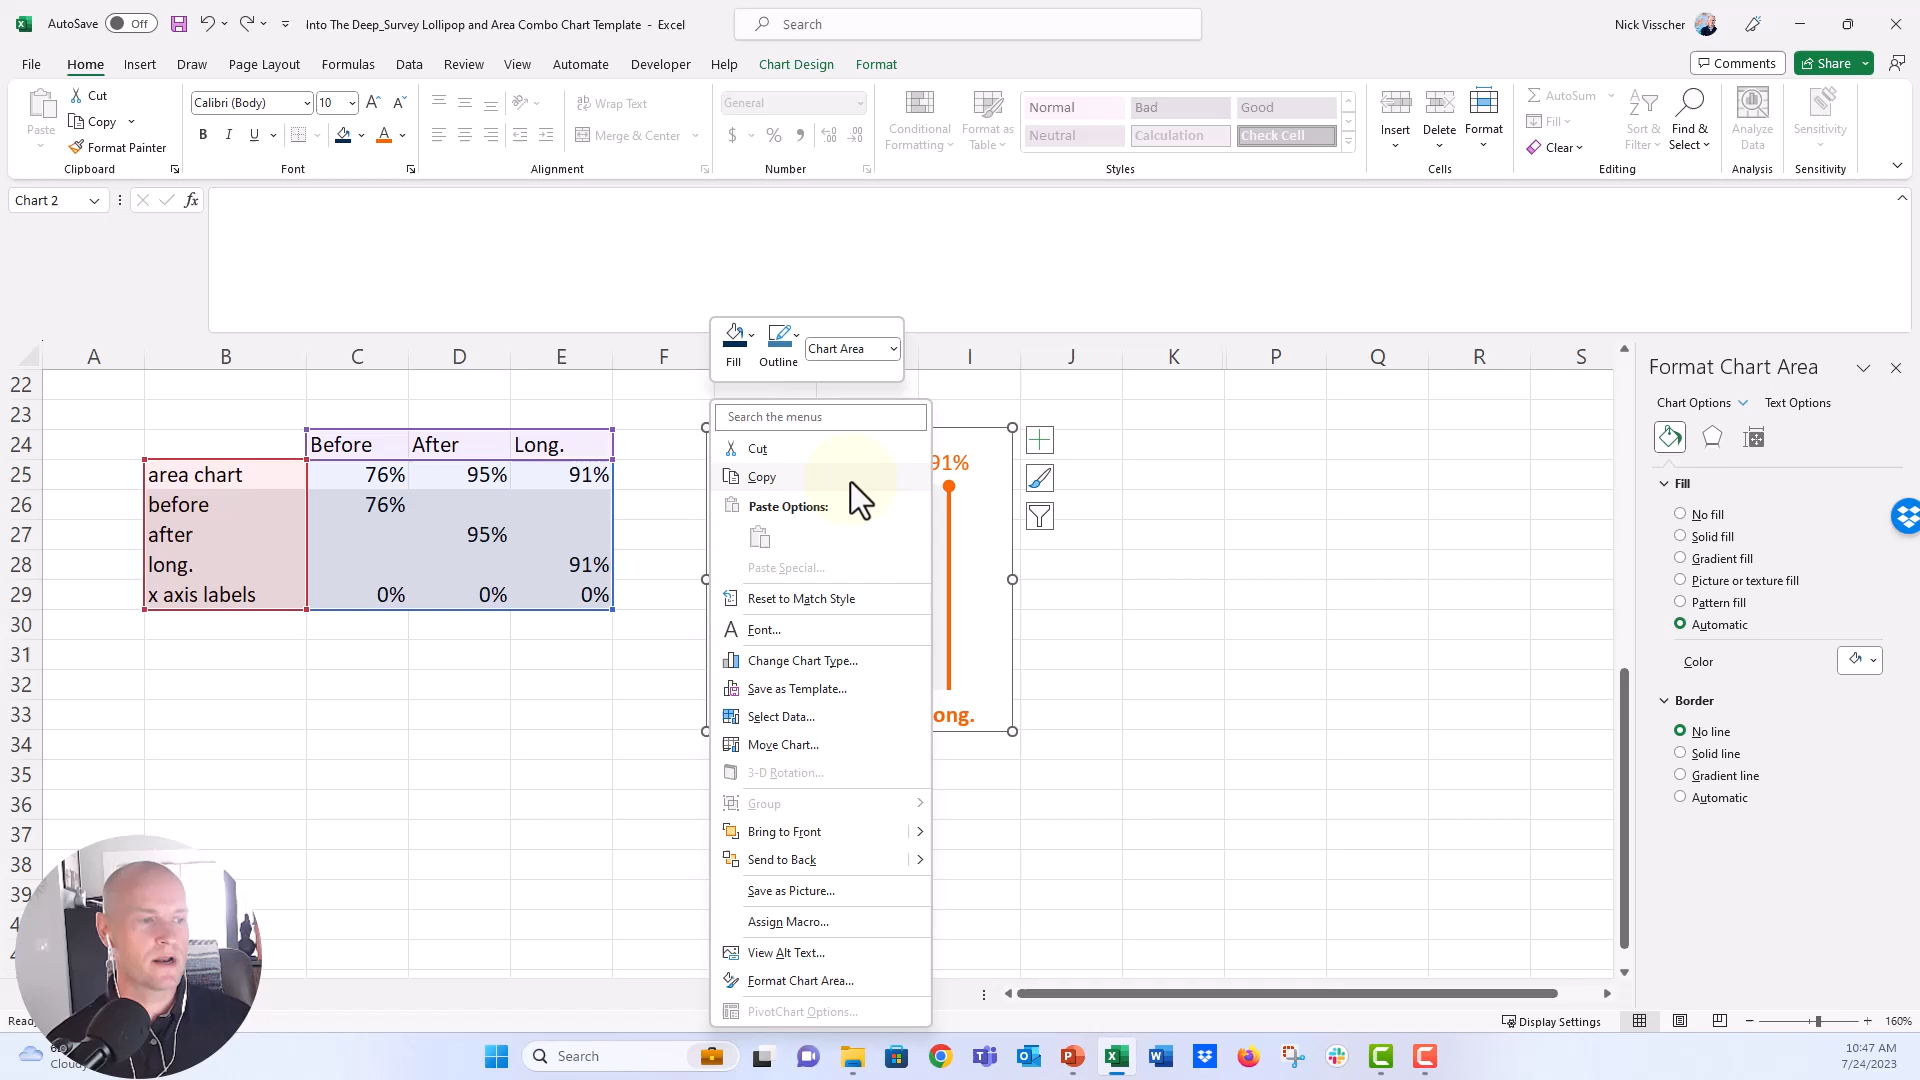 AutoSave Off Into The Deep_Survey Lollipop and Area Combo Chart Template - Excel Search Nick Visscher
File Home Insert Draw Page Layout Formulas Data Review View Automate Developer Help Chart Design Format Comments Share
Paste Cut Copy Format Painter Clipboard
Calibri (Body) 10 B I U Font
Wrap Text Merge & Center Alignment
General $ % Number
Conditional Formatting Format as Table
Normal Bad Good
Neutral Calculation Check Cell
Styles
Insert Delete Format Cells
AutoSum Fill Clear Sort & Filter Find & Select Editing
Analyze Data Analysis
Sensitivity Sensitivity
Chart 2 fx
Fill Outline Chart Area
A B C D E F I J K P Q R S
22
23
24 Before After Long.
25 area chart 76% 95% 91%
26 before 76%
27 after 95%
28 long. 91%
29 x axis labels 0% 0% 0%
30
31
32
33
34
35
36
37
38
39
Search the menus
Cut
Copy
Paste Options:
Paste Special...
Reset to Match Style
Font...
Change Chart Type...
Save as Template...
Select Data...
Move Chart...
3-D Rotation...
Group
Bring to Front
Send to Back
Save as Picture...
Assign Macro...
View Alt Text...
Format Chart Area...
PivotChart Options...
91%
ong.
Format Chart Area
Chart Options Text Options
Fill
No fill
Solid fill
Gradient fill
Picture or texture fill
Pattern fill
Automatic
Color
Border
No line
Solid line
Gradient line
Automatic
Display Settings 160%
Cloudy
Search
10:47 AM
7/24/2023